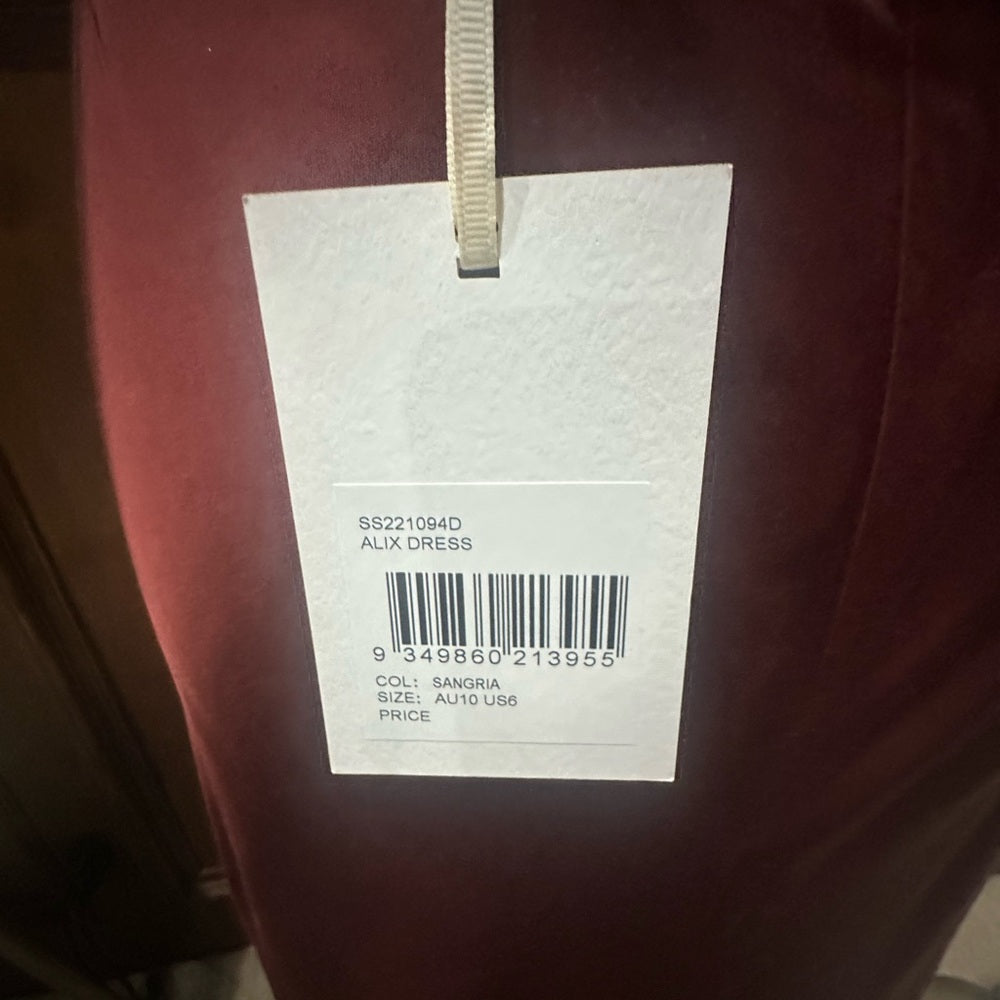 SS221094D
ALIX DRESS
9 349860 213955
COL: SANGRIA
SIZE: AU10 US6
PRICE